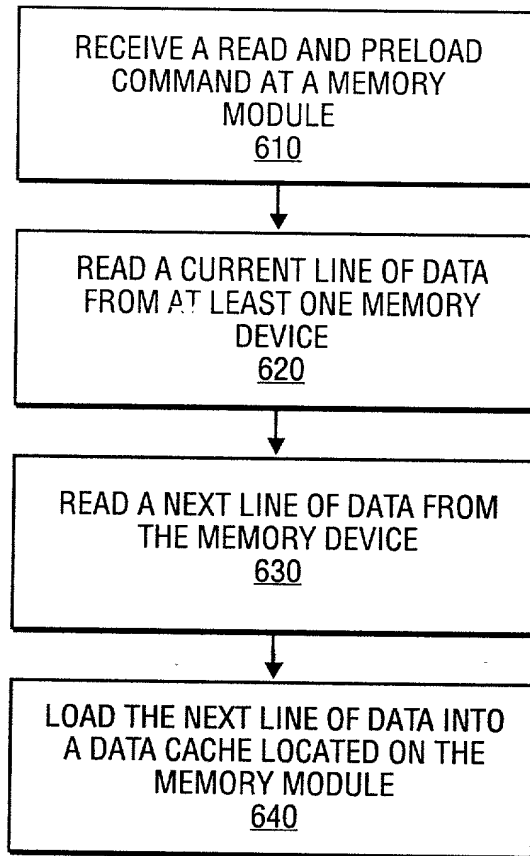 RECEIVE A READ AND PRELOAD
COMMAND AT A MEMORY
MODULE
610
READ A CURRENT LINE OF DATA
FROM AT LEAST ONE MEMORY
DEVICE
620
READ A NEXT LINE OF DATA FROM
THE MEMORY DEVICE
630
LOAD THE NEXT LINE OF DATA INTO
A DATA CACHE LOCATED ON THE
MEMORY MODULE
640